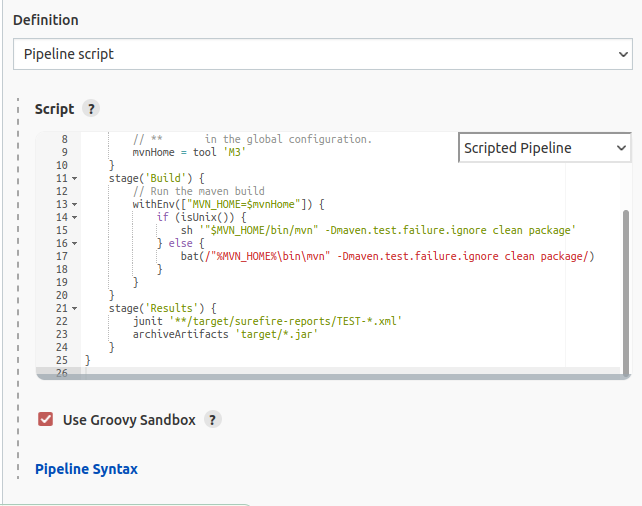 Definition
Pipeline script
Script ?
Scripted Pipeline
8 // ** in the global configuration.
9 mvnHome = tool 'M3'
10 }
11 stage('Build') {
12 // Run the maven build
13 withEnv(["MVN_HOME=$mvnHome"]) {
14 if (isUnix()) {
15 sh '"$MVN_HOME/bin/mvn" -Dmaven.test.failure.ignore clean package'
16 } else {
17 bat(/"%MVN_HOME%\bin\mvn" -Dmaven.test.failure.ignore clean package/)
18 }
19 }
20 }
21 stage('Results') {
22 junit '**/target/surefire-reports/TEST-*.xml'
23 archiveArtifacts 'target/*.jar'
24 }
25 }
26
Use Groovy Sandbox ?
Pipeline Syntax